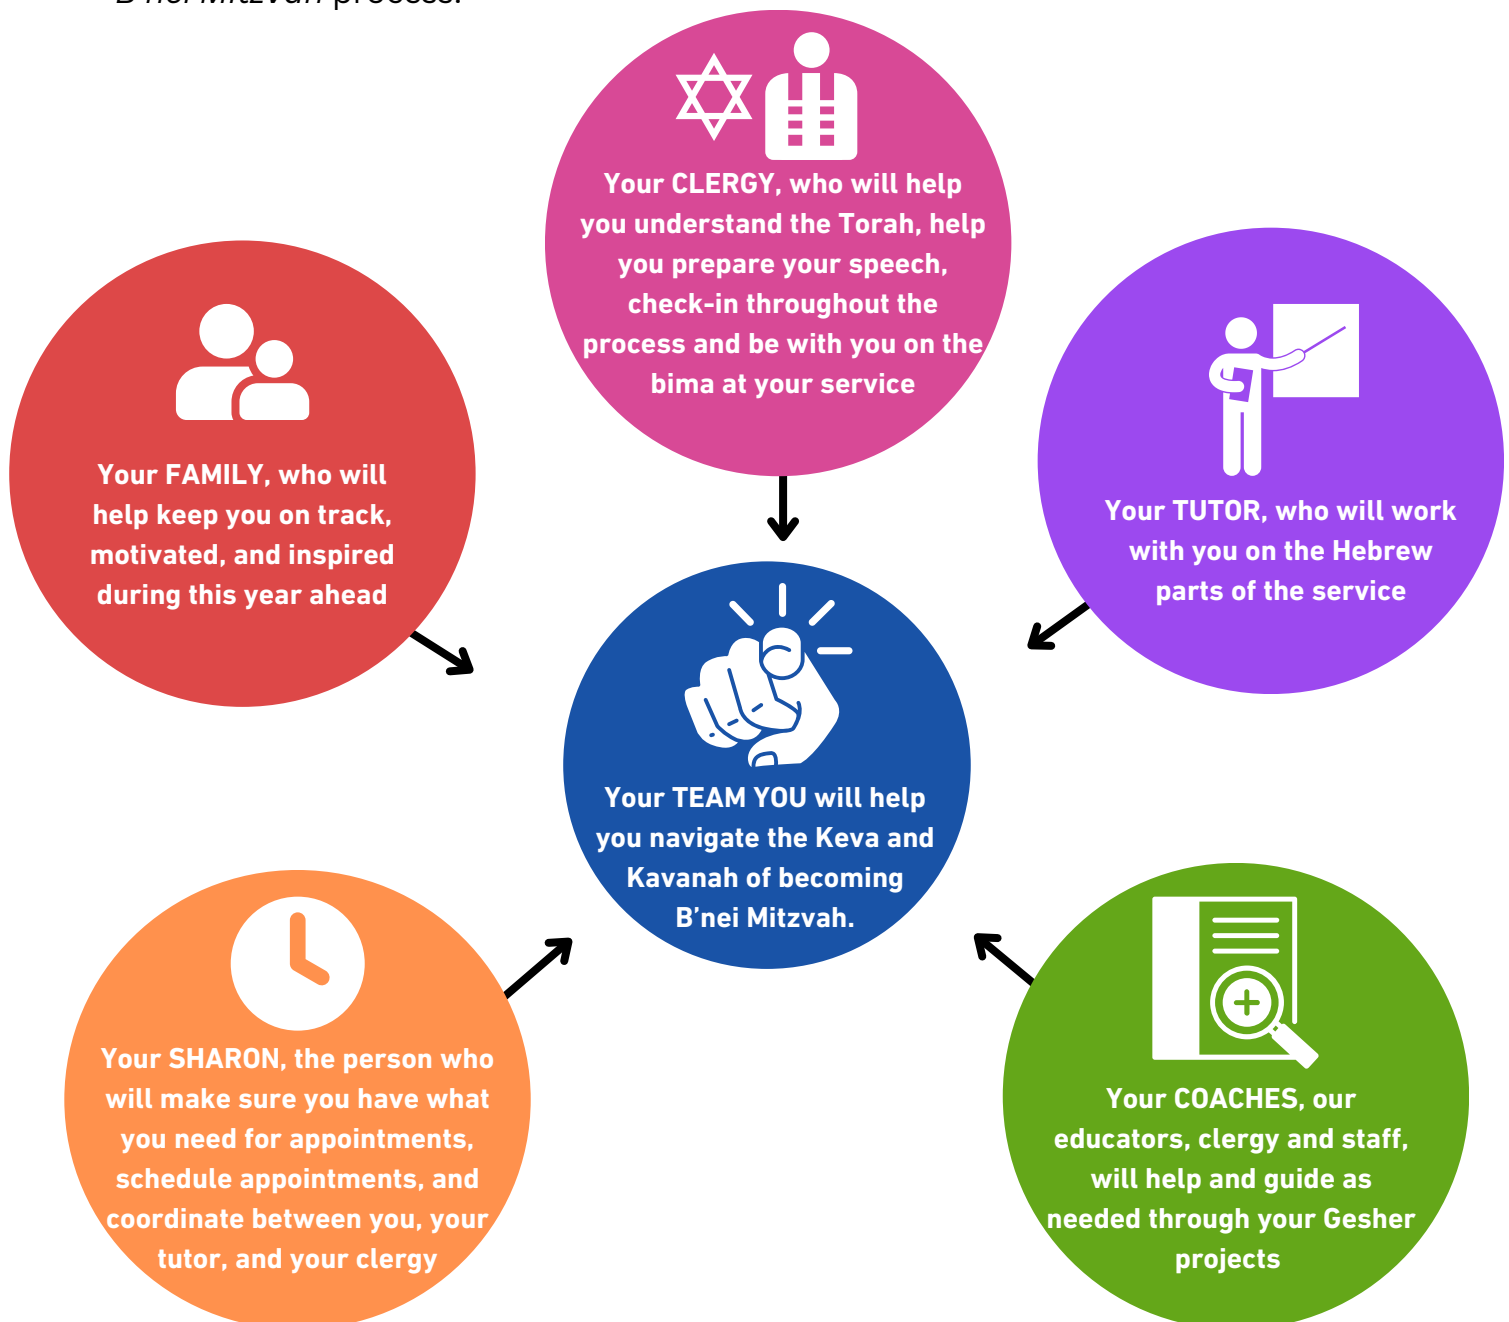 B'nei Mitzvah process.
Your CLERGY, who will help
you understand the Torah, help
you prepare your speech,
check-in throughout the
process and be with you on the
bima at your service
Your FAMILY, who will
help keep you on track,
motivated, and inspired
during this year ahead
Your TUTOR, who will work
with you on the Hebrew
parts of the service
Your TEAM YOU will help
you navigate the Keva and
Kavanah of becoming
B'nei Mitzvah.
Your SHARON, the person who
will make sure you have what
you need for appointments,
schedule appointments, and
coordinate between you, your
tutor, and your clergy
Your COACHES, our
educators, clergy and staff,
will help and guide as
needed through your Gesher
projects